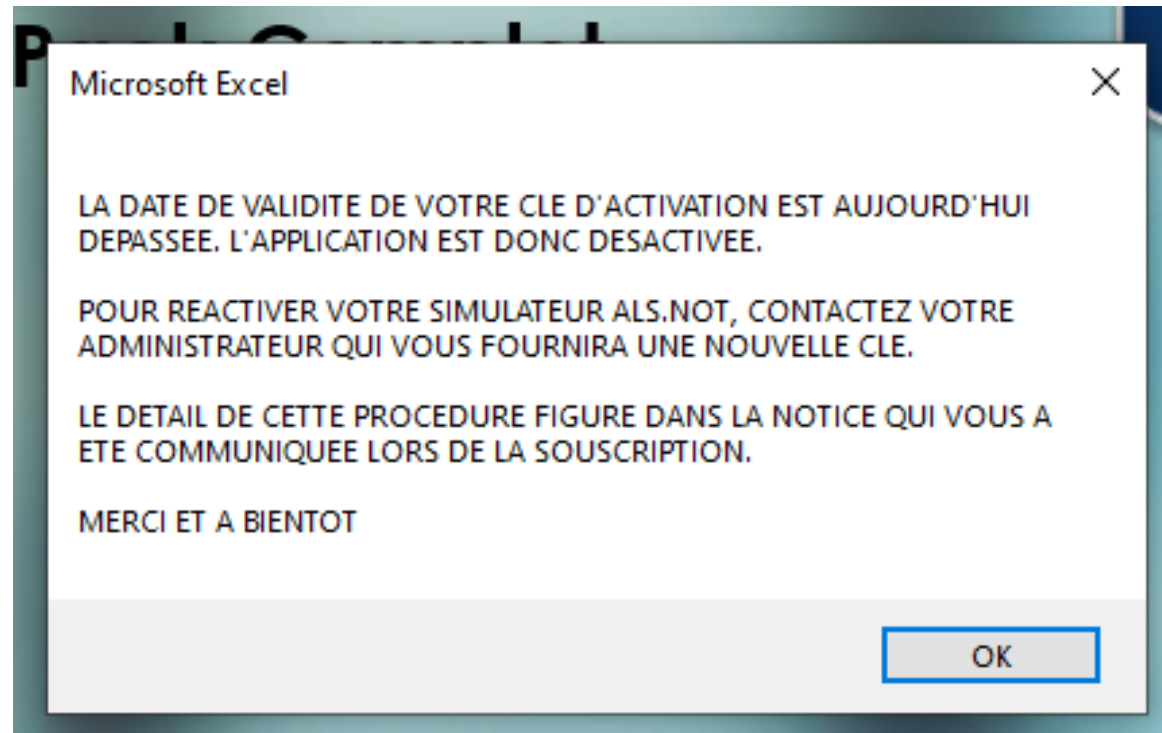 Microsoft Excel
LA DATE DE VALIDITE DE VOTRE CLE D'ACTIVATION EST AUJOURD'HUI
DEPASSEE. L'APPLICATION EST DONC DESACTIVEE.
POUR REACTIVER VOTRE SIMULATEUR ALS.NOT, CONTACTEZ VOTRE
ADMINISTRATEUR QUI VOUS FOURNIRA UNE NOUVELLE CLE.
LE DETAIL DE CETTE PROCEDURE FIGURE DANS LA NOTICE QUI VOUS A
ETE COMMUNIQUEE LORS DE LA SOUSCRIPTION.
MERCI ET A BIENTOT
OK